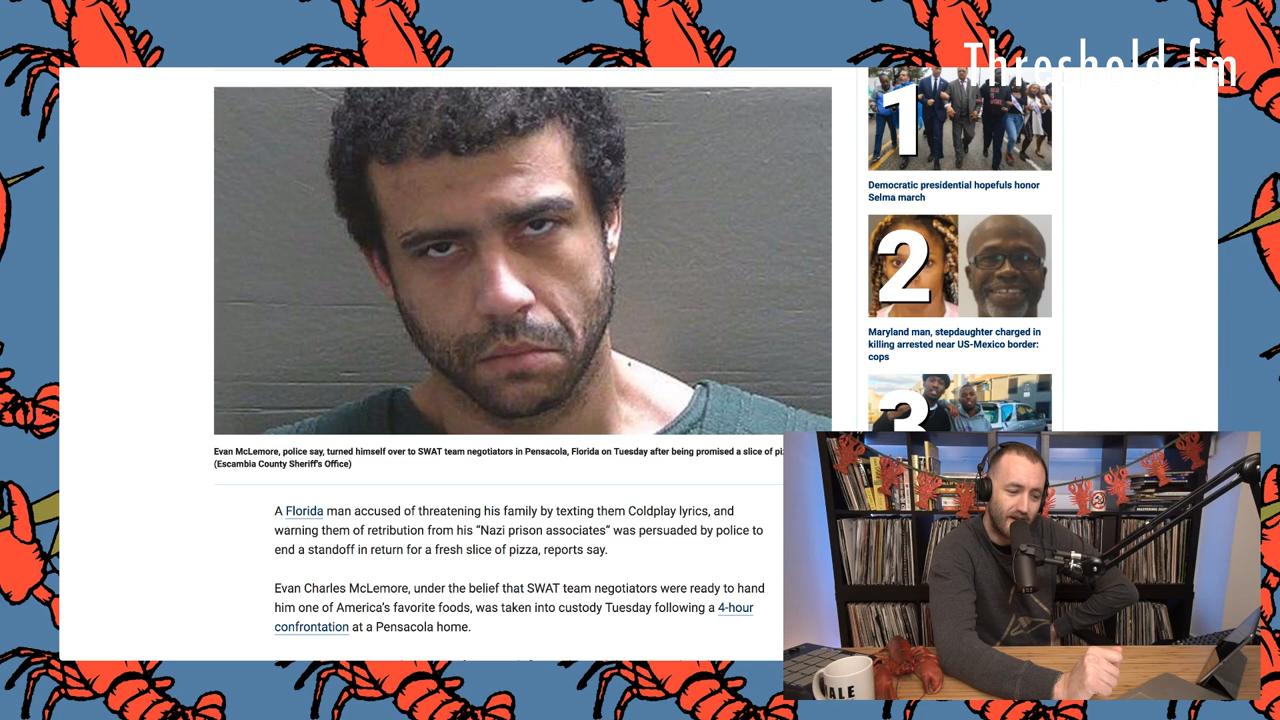 Threshold.fm
1
Democratic presidential hopefuls honor
Selma march
2
Maryland man, stepdaughter charged in
killing arrested near US-Mexico border:
cops
3
Evan McLemore, police say, turned himself over to SWAT team negotiators in Pensacola, Florida on Tuesday after being promised a slice of
(Escambia County Sheriff's Office)
A Florida man accused of threatening his family by texting them Coldplay lyrics, and
warning them of retribution from his “Nazi prison associates” was persuaded by police to
end a standoff in return for a fresh slice of pizza, reports say.
Evan Charles McLemore, under the belief that SWAT team negotiators were ready to hand
him one of America’s favorite foods, was taken into custody Tuesday following a 4-hour
confrontation at a Pensacola home.
ALE